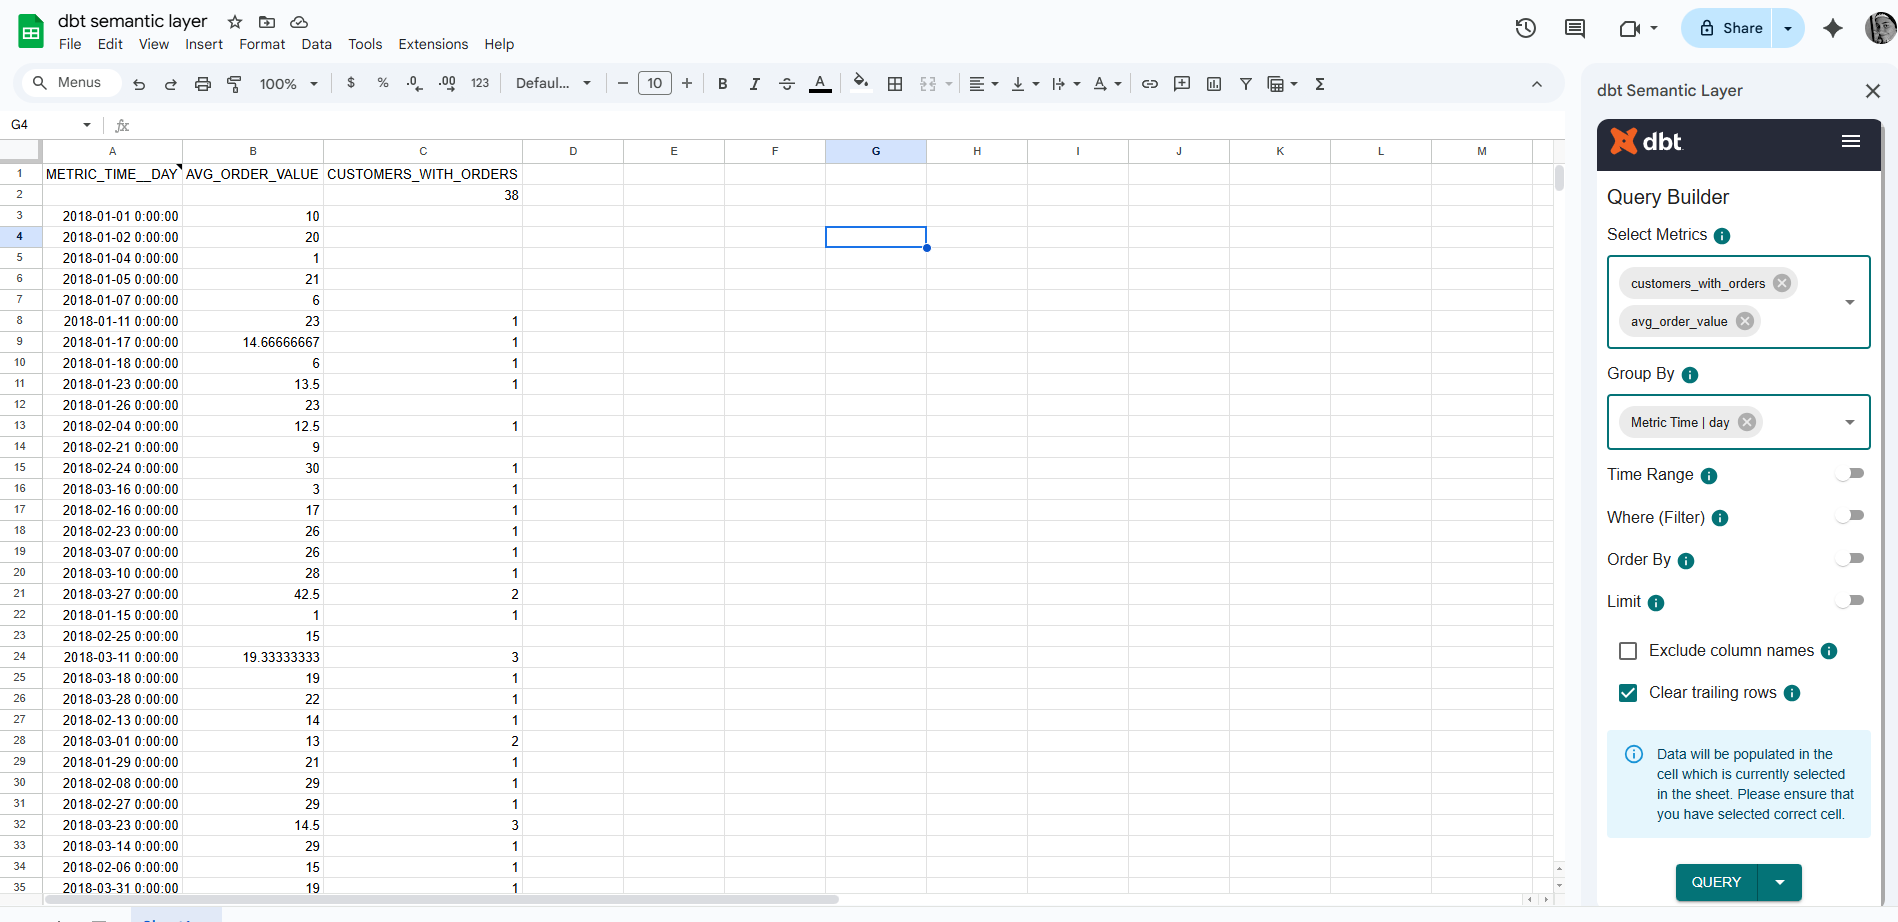 dbt semantic layer
File Edit View Insert Format Data Tools Extensions Help
Share
Menus 100% $ % .0 .00 123 Defaul... 10 B I A
G4 fx
A B C D E F G H I J K L M
1 METRIC_TIME__DAY AVG_ORDER_VALUE CUSTOMERS_WITH_ORDERS
2 38
3 2018-01-01 0:00:00 10
4 2018-01-02 0:00:00 20
5 2018-01-04 0:00:00 1
6 2018-01-05 0:00:00 21
7 2018-01-07 0:00:00 6
8 2018-01-11 0:00:00 23 1
9 2018-01-17 0:00:00 14.66666667 1
10 2018-01-18 0:00:00 6 1
11 2018-01-23 0:00:00 13.5 1
12 2018-01-26 0:00:00 23
13 2018-02-04 0:00:00 12.5 1
14 2018-02-21 0:00:00 9
15 2018-02-24 0:00:00 30 1
16 2018-03-16 0:00:00 3 1
17 2018-02-16 0:00:00 17 1
18 2018-02-23 0:00:00 26 1
19 2018-03-07 0:00:00 26 1
20 2018-03-10 0:00:00 28 1
21 2018-03-27 0:00:00 42.5 2
22 2018-01-15 0:00:00 1 1
23 2018-02-25 0:00:00 15
24 2018-03-11 0:00:00 19.33333333 3
25 2018-03-18 0:00:00 19 1
26 2018-03-28 0:00:00 22 1
27 2018-02-13 0:00:00 14 1
28 2018-03-01 0:00:00 13 2
29 2018-01-29 0:00:00 21 1
30 2018-02-08 0:00:00 29 1
31 2018-02-27 0:00:00 29 1
32 2018-03-23 0:00:00 14.5 3
33 2018-03-14 0:00:00 29 1
34 2018-02-06 0:00:00 15 1
35 2018-03-31 0:00:00 19 1
dbt Semantic Layer
dbt
Query Builder
Select Metrics
customers_with_orders
avg_order_value
Group By
Metric Time | day
Time Range
Where (Filter)
Order By
Limit
Exclude column names
Clear trailing rows
Data will be populated in the
cell which is currently selected
in the sheet. Please ensure that
you have selected correct cell.
QUERY